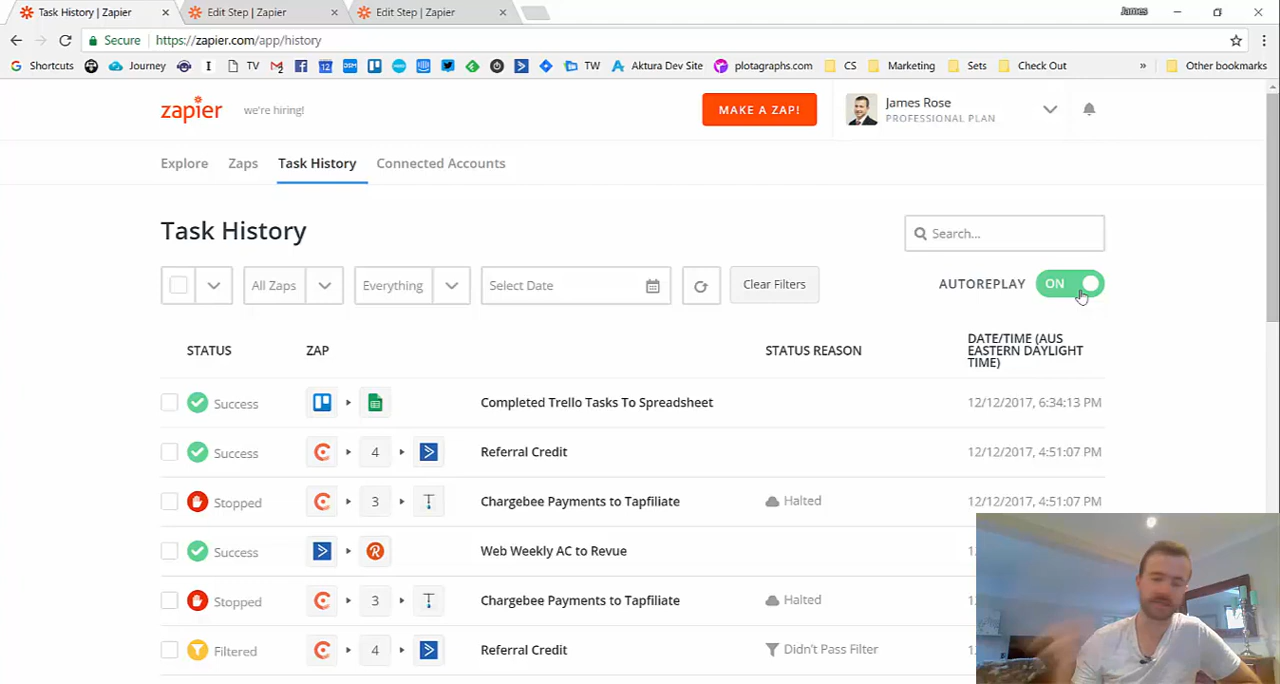 Task History | Zapier
Edit Step | Zapier
Edit Step | Zapier
James
Secure
https://zapier.com/app/history
Shortcuts
Journey
TV
TW
Aktura Dev Site
plotagraphs.com
CS
Marketing
Sets
Check Out
»
Other bookmarks
zapier
we're hiring!
MAKE A ZAP!
James Rose
PROFESSIONAL PLAN
Explore
Zaps
Task History
Connected Accounts
Task History
Search...
All Zaps
Everything
Select Date
Clear Filters
AUTOREPLAY
ON
STATUS
ZAP
STATUS REASON
DATE/TIME (AUS
EASTERN DAYLIGHT
TIME)
Success
Completed Trello Tasks To Spreadsheet
12/12/2017, 6:34:13 PM
Success
4
Referral Credit
12/12/2017, 4:51:07 PM
Stopped
3
Chargebee Payments to Tapfiliate
Halted
12/12/2017, 4:51:07 PM
Success
Web Weekly AC to Revue
Stopped
3
Chargebee Payments to Tapfiliate
Halted
Filtered
4
Referral Credit
Didn't Pass Filter